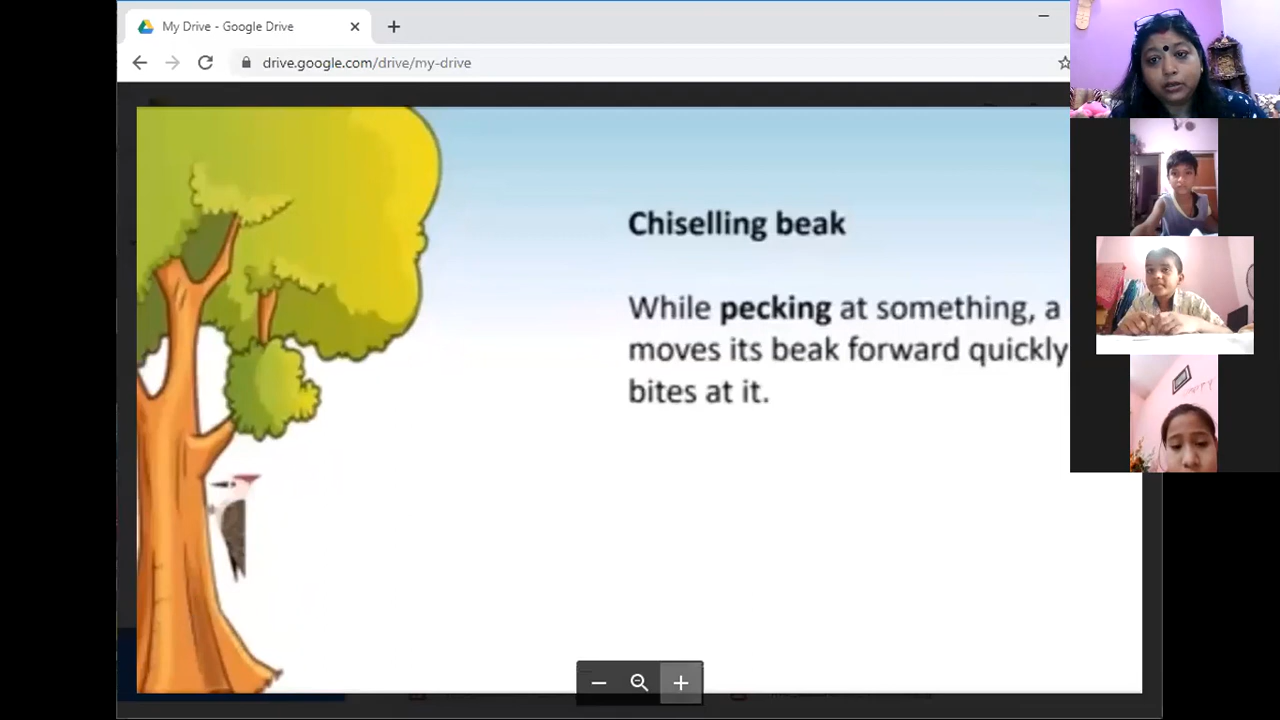 My Drive - Google Drive
drive.google.com/drive/my-drive
Chiselling beak
While pecking at something, a
moves its beak forward quickly
bites at it.